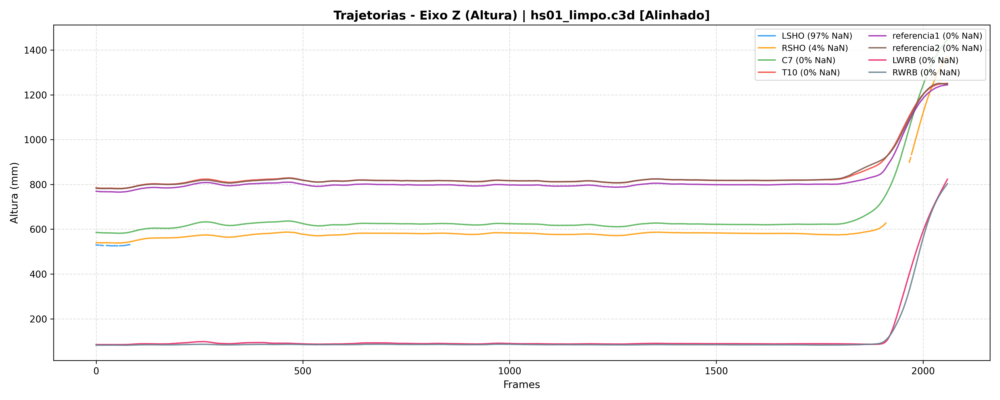 Trajetorias - Eixo Z (Altura) | hs01_limpo.c3d [Alinhado]
LSHO (97% NaN)
RSHO (4% NaN)
C7 (0% NaN)
T10 (0% NaN)
referencia1 (0% NaN)
referencia2 (0% NaN)
LWRB (0% NaN)
RWRB (0% NaN)
Altura (mm)
1400
1200
1000
800
600
400
200
0
500
1000
1500
2000
Frames